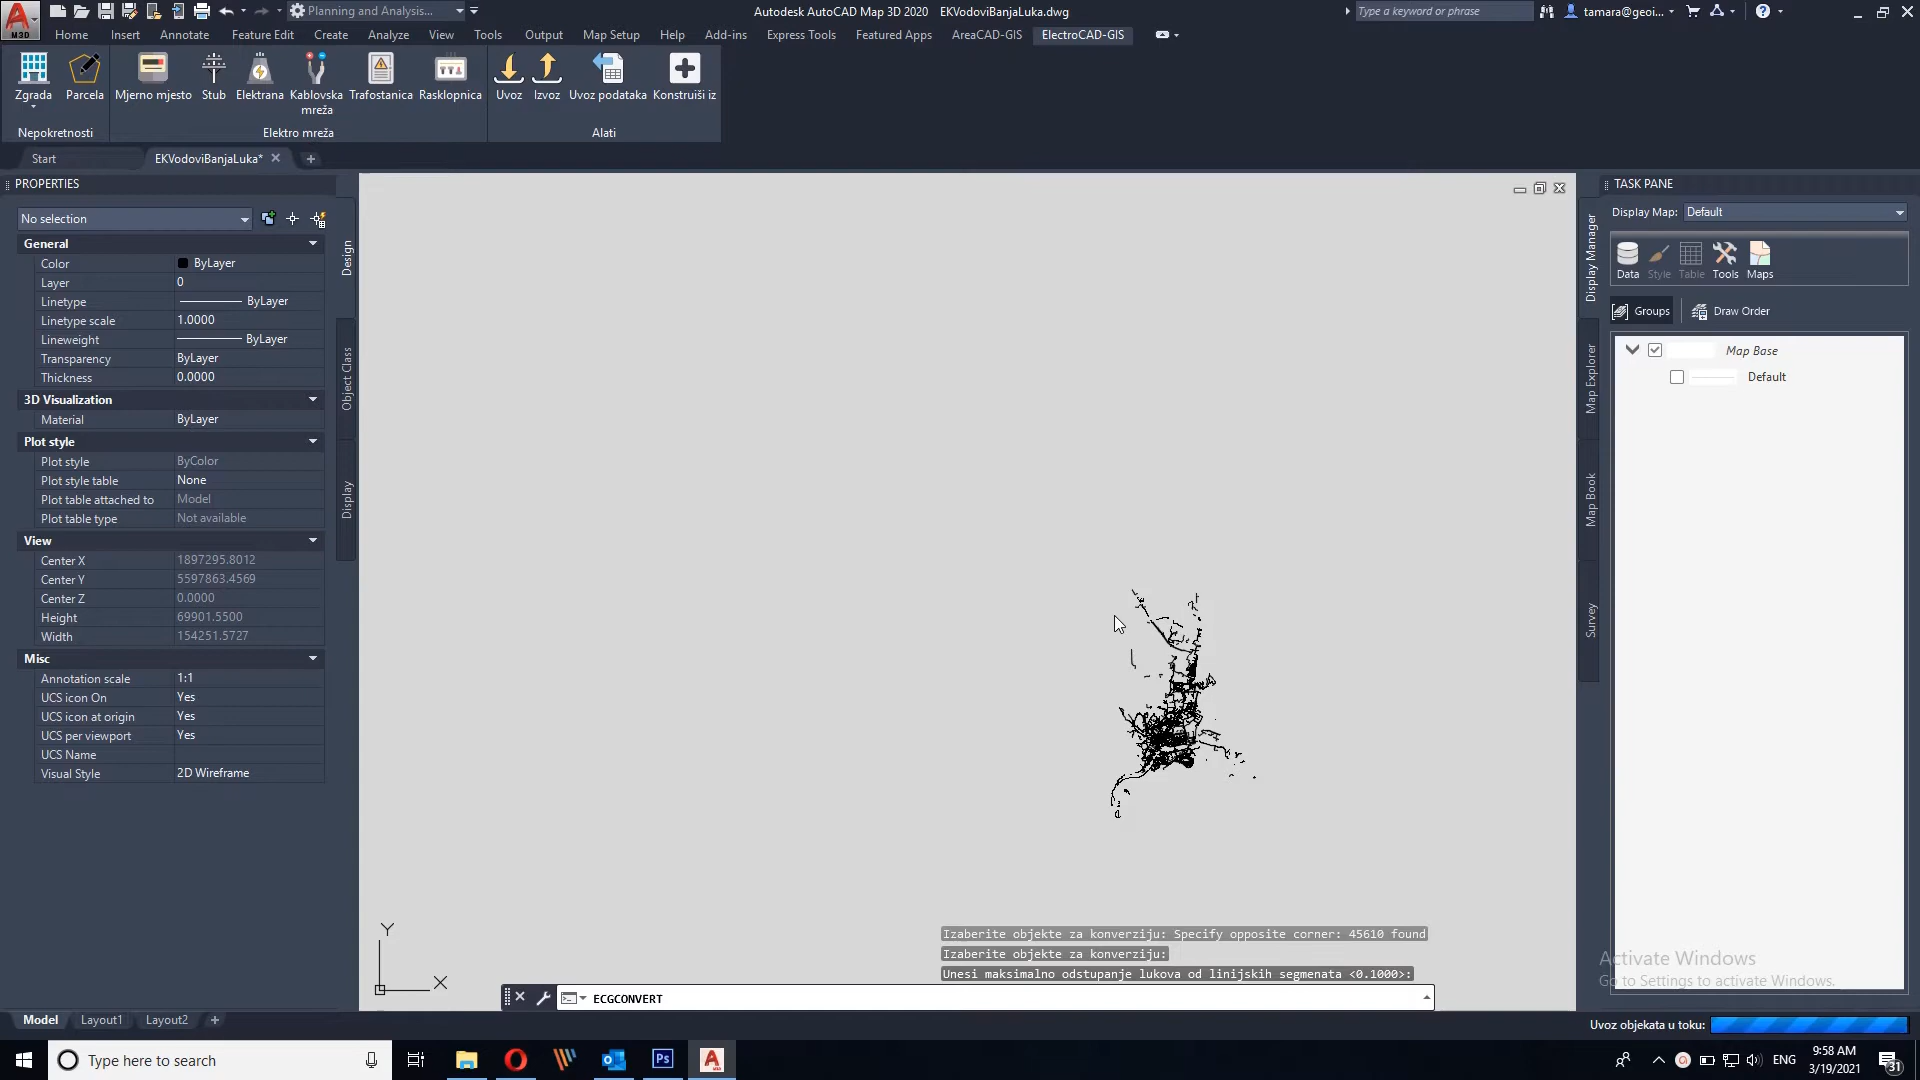 M3D
Planning and Analysis...
Autodesk AutoCAD Map 3D 2020 EKVodoviBanjaLuka.dwg
Type a keyword or phrase
tamara@geoi...
Home Insert Annotate Feature Edit Create Analyze View Tools Output Map Setup Help Add-ins Express Tools Featured Apps AreaCAD-GIS ElectroCAD-GIS
Zgrada Parcela Mjerno mjesto Stub Elektrana Kablovska mreža Trafostanica Rasklopnica Uvoz Izvoz Uvoz podataka Konstruiši iz
Nepokretnosti Elektro mreža Alati
Start EKVodoviBanjaLuka*
PROPERTIES
No selection
General
Color ByLayer
Layer 0
Linetype ByLayer
Linetype scale 1.0000
Lineweight ByLayer
Transparency ByLayer
Thickness 0.0000
3D Visualization
Material ByLayer
Plot style
Plot style ByColor
Plot style table None
Plot table attached to Model
Plot table type Not available
View
Center X 1897295.8012
Center Y 5597863.4569
Center Z 0.0000
Height 69901.5500
Width 154251.5727
Misc
Annotation scale 1:1
UCS icon On Yes
UCS icon at origin Yes
UCS per viewport Yes
UCS Name
Visual Style 2D Wireframe
Design
Object Class
Display
Y
X
Izaberite objekte za konverziju: Specify opposite corner: 45610 found
Izaberite objekte za konverziju:
Unesi maksimalno odstupanje lukova od linijskih segmenata <0.1000>:
ECGCONVERT
TASK PANE
Display Map: Default
Data Style Table Tools Maps
Groups Draw Order
Map Base
Default
Display Manager
Map Explorer
Map Book
Survey
Activate Windows
Go to Settings to activate Windows.
Model Layout1 Layout2
Uvoz objekata u toku:
Type here to search
Ps
ENG
9:58 AM
3/19/2021
31